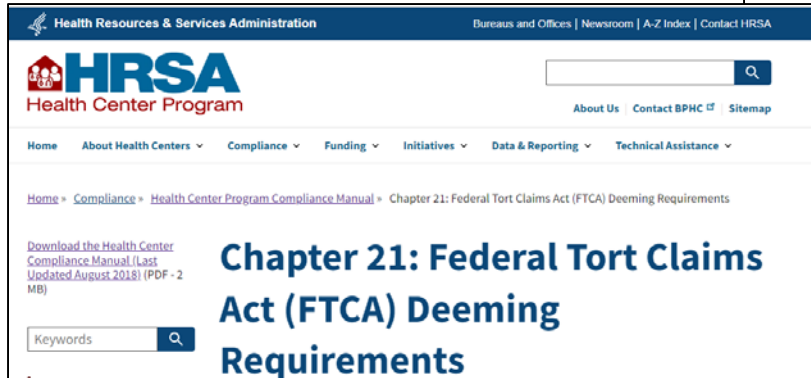 Health Resources & Services Administration
Bureaus and Offices | Newsroom | A-Z Index | Contact HRSA
HRSA
Health Center Program
About Us | Contact BPHC | Sitemap
Home About Health Centers Compliance Funding Initiatives Data & Reporting Technical Assistance
Home » Compliance » Health Center Program Compliance Manual » Chapter 21: Federal Tort Claims Act (FTCA) Deeming Requirements
Download the Health Center
Compliance Manual (Last
Updated August 2018) (PDF - 2
MB)
Keywords
Chapter 21: Federal Tort Claims
Act (FTCA) Deeming
Requirements